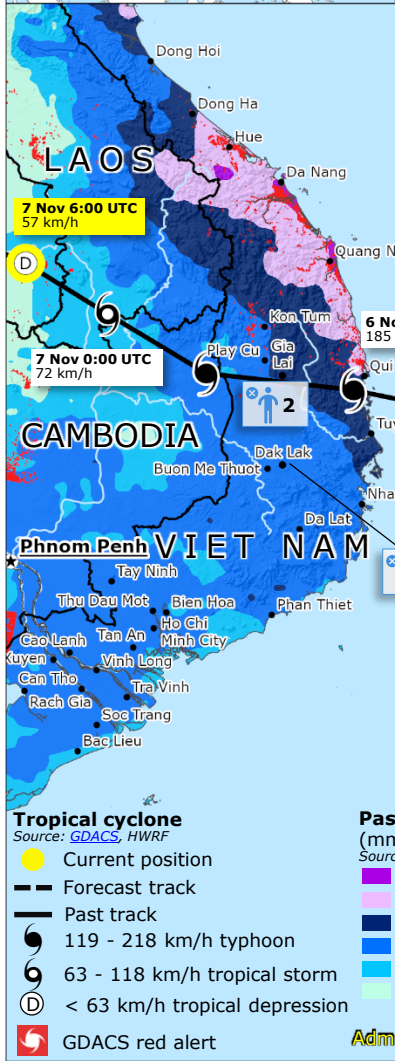 Dong Hoi
Dong Ha
Hue
LAOS
Da Nang
7 Nov 6:00 UTC
57 km/h
D
Quang N
Kon Tum
6 No
185
7 Nov 0:00 UTC
72 km/h
Play Cu
Gia
Lai
Qui
2
CAMBODIA
Tuy
Dak Lak
Buon Me Thuot
Nha
Da Lat
Phnom Penh
VIET NAM
Tay Ninh
Thu Dau Mot
Bien Hoa
Phan Thiet
Ho Chi
Minh City
Cao Lanh
Tan An
Xuyen
Vinh Long
Can Tho
Tra Vinh
Rach Gia
Soc Trang
Bac Lieu
Tropical cyclone
Source: GDACS, HWRF
Current position
Forecast track
Past track
119 - 218 km/h typhoon
63 - 118 km/h tropical storm
D < 63 km/h tropical depression
GDACS red alert
Pas
(mm
Sourc
Adm